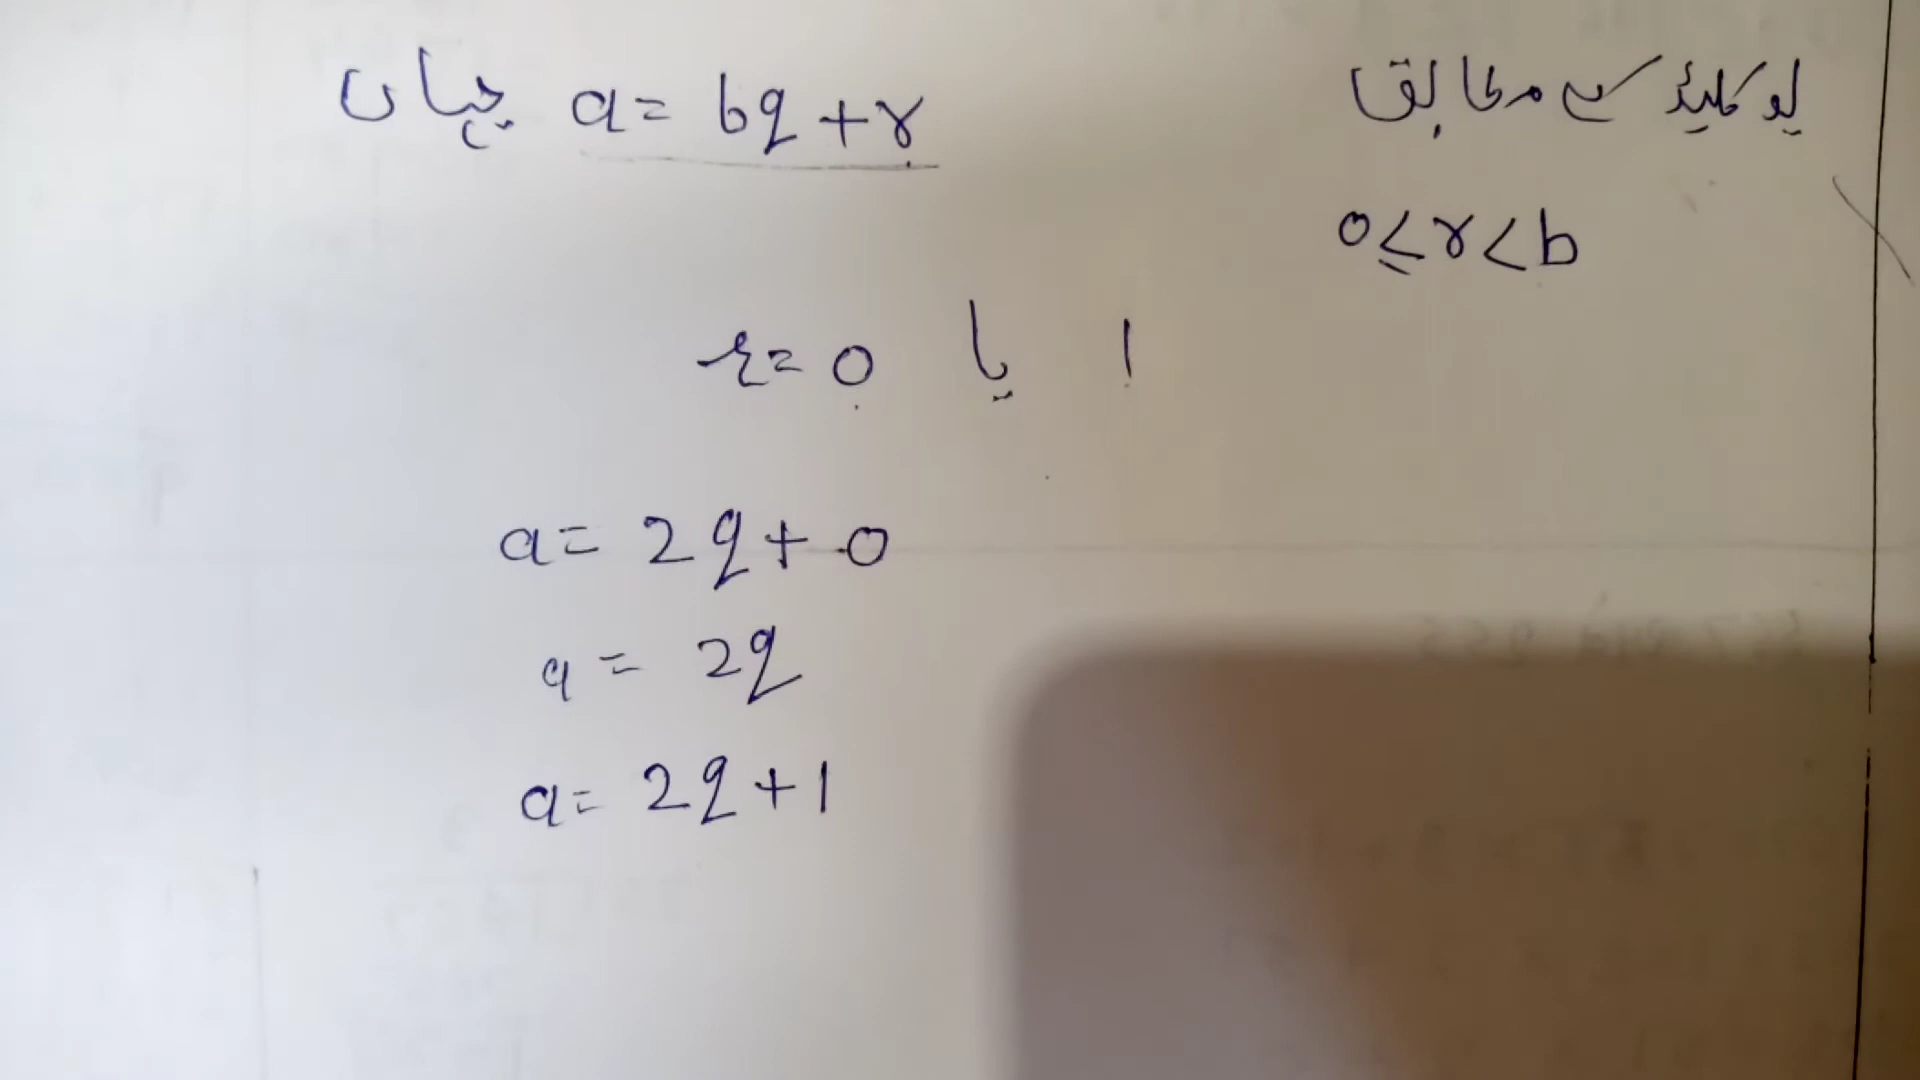 یوکلیڈ کے مطابق a = bq + r جہاں
0 ≤ r < b
r = 0 یا 1
a = 2q + 0
a = 2q
a = 2q + 1